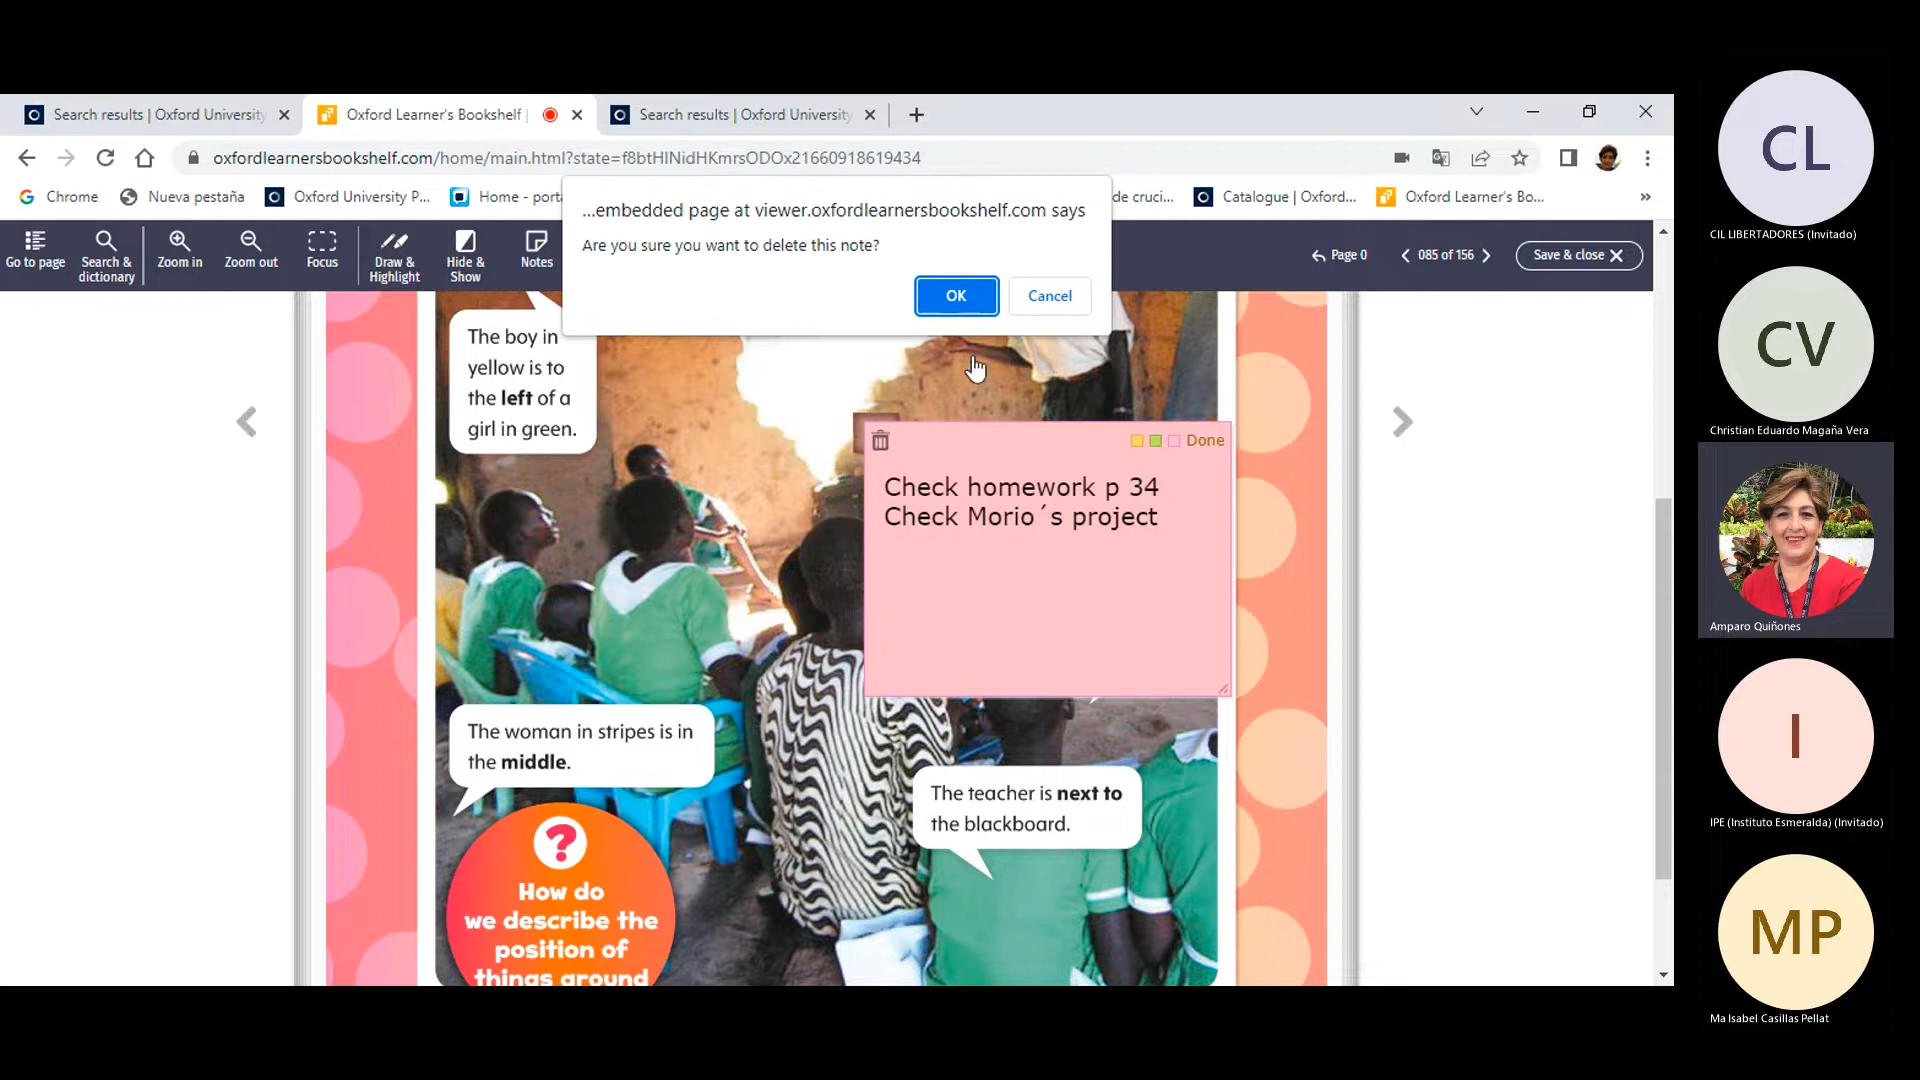 Search results | Oxford University
Oxford Learner's Bookshelf |
Search results | Oxford University
oxfordlearnersbookshelf.com/home/main.html?state=f8btHlNidHKmrsODOx21660918619434
Chrome
Nueva pestaña
Oxford University P...
Home - porta
de cruci...
Catalogue | Oxford...
Oxford Learner's Bo...
»
...embedded page at viewer.oxfordlearnersbookshelf.com says
Are you sure you want to delete this note?
OK
Cancel
Go to page
Search &
dictionary
Zoom in
Zoom out
Focus
Draw &
Highlight
Hide &
Show
Notes
Page 0
085 of 156
Save & close
The boy in
yellow is to
the left of a
girl in green.
Done
Check homework p 34
Check Morio´s project
The woman in stripes is in
the middle.
The teacher is next to
the blackboard.
?
How do
we describe the
position of
things around
CL
CIL LIBERTADORES (Invitado)
CV
Christian Eduardo Magaña Vera
Amparo Quiñones
I
IPE (Instituto Esmeralda) (Invitado)
MP
Ma Isabel Casillas Pellat